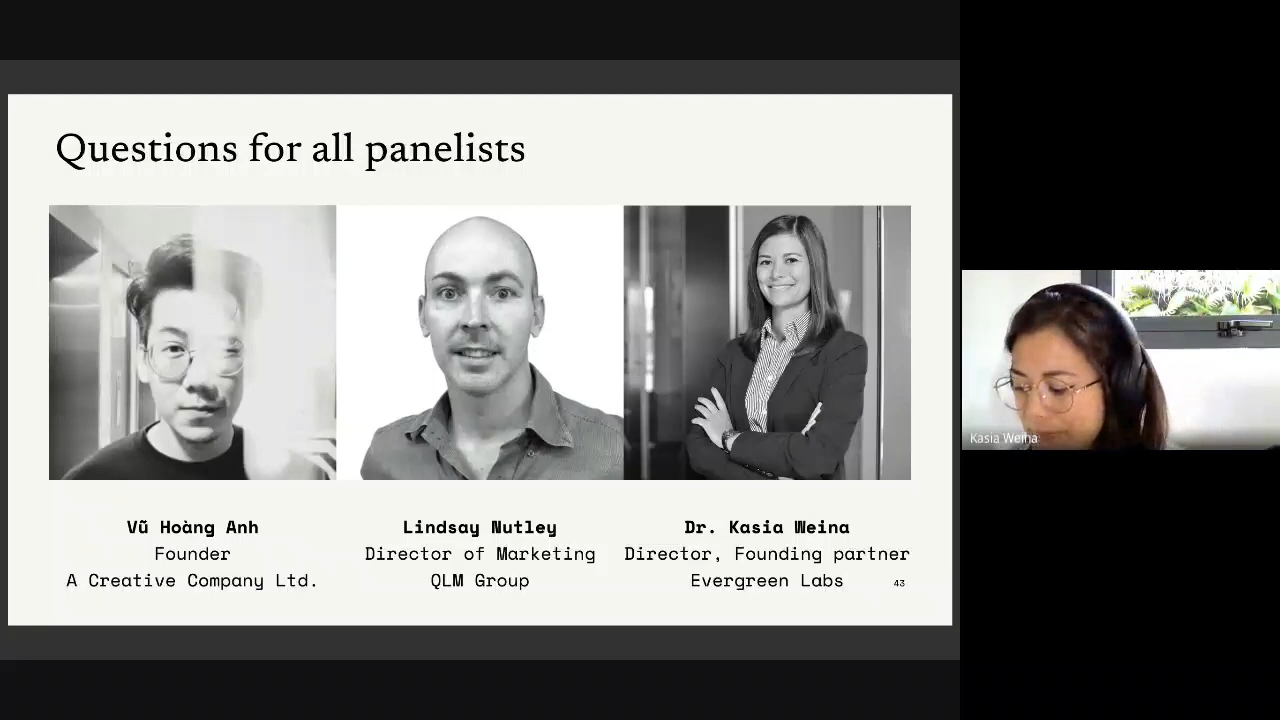 Questions for all panelists
Vũ Hoàng Anh
Founder
A Creative Company Ltd.
Lindsay Nutley
Director of Marketing
QLM Group
Dr. Kasia Weina
Director, Founding partner
Evergreen Labs
43
Kasia Weina